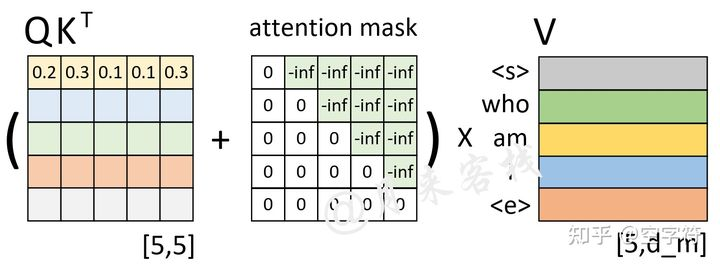 QK^T
attention mask
V
0.2 0.3 0.1 0.1 0.3
0 -inf -inf -inf -inf
0 0 -inf -inf -inf
0 0 0 -inf -inf
0 0 0 0 -inf
0 0 0 0 0
( + ) X
<s>
who
am
<e>
[5,5]
[5,d_m]
知乎